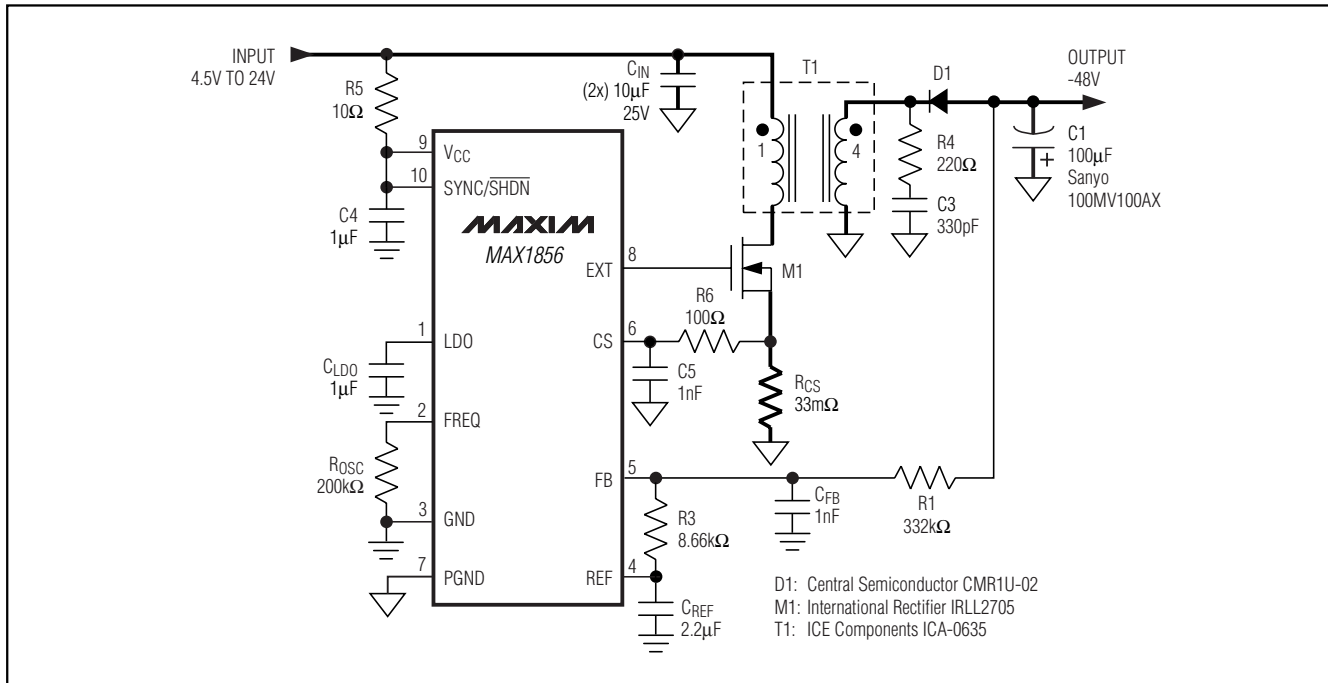 INPUT
4.5V TO 24V
R5
10Ω
CIN
(2x) 10μF
25V
T1
1
4
D1
OUTPUT
-48V
R4
220Ω
C3
330pF
C1
100μF
+
Sanyo
100MV100AX
9
VCC
10
SYNC/SHDN
C4
1μF
MAXIM
MAX1856
EXT
8
M1
R6
100Ω
6
CS
C5
1nF
RCS
33mΩ
1
LDO
CLDO
1μF
2
FREQ
ROSC
200kΩ
3
GND
7
PGND
5
FB
R3
8.66kΩ
CFB
1nF
R1
332kΩ
4
REF
CREF
2.2μF
D1: Central Semiconductor CMR1U-02
M1: International Rectifier IRLL2705
T1: ICE Components ICA-0635